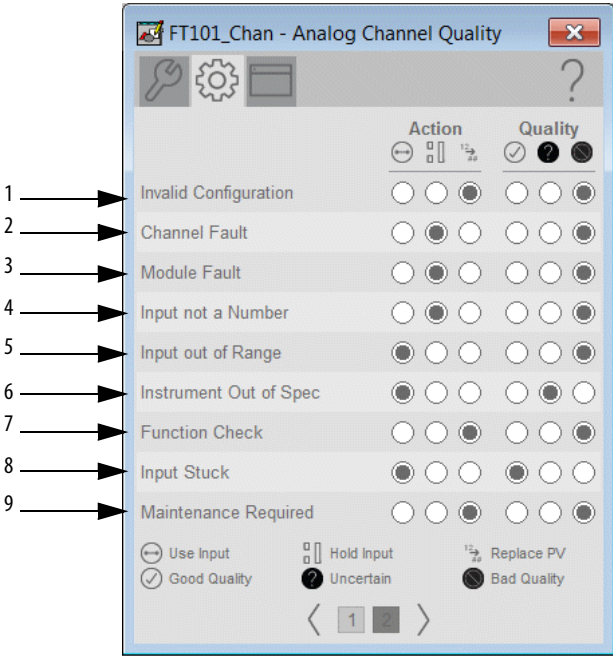 FT101_Chan - Analog Channel Quality
Action Quality
1 Invalid Configuration
2 Channel Fault
3 Module Fault
4 Input not a Number
5 Input out of Range
6 Instrument Out of Spec
7 Function Check
8 Input Stuck
9 Maintenance Required
Use Input Hold Input Replace PV
Good Quality Uncertain Bad Quality
1 2